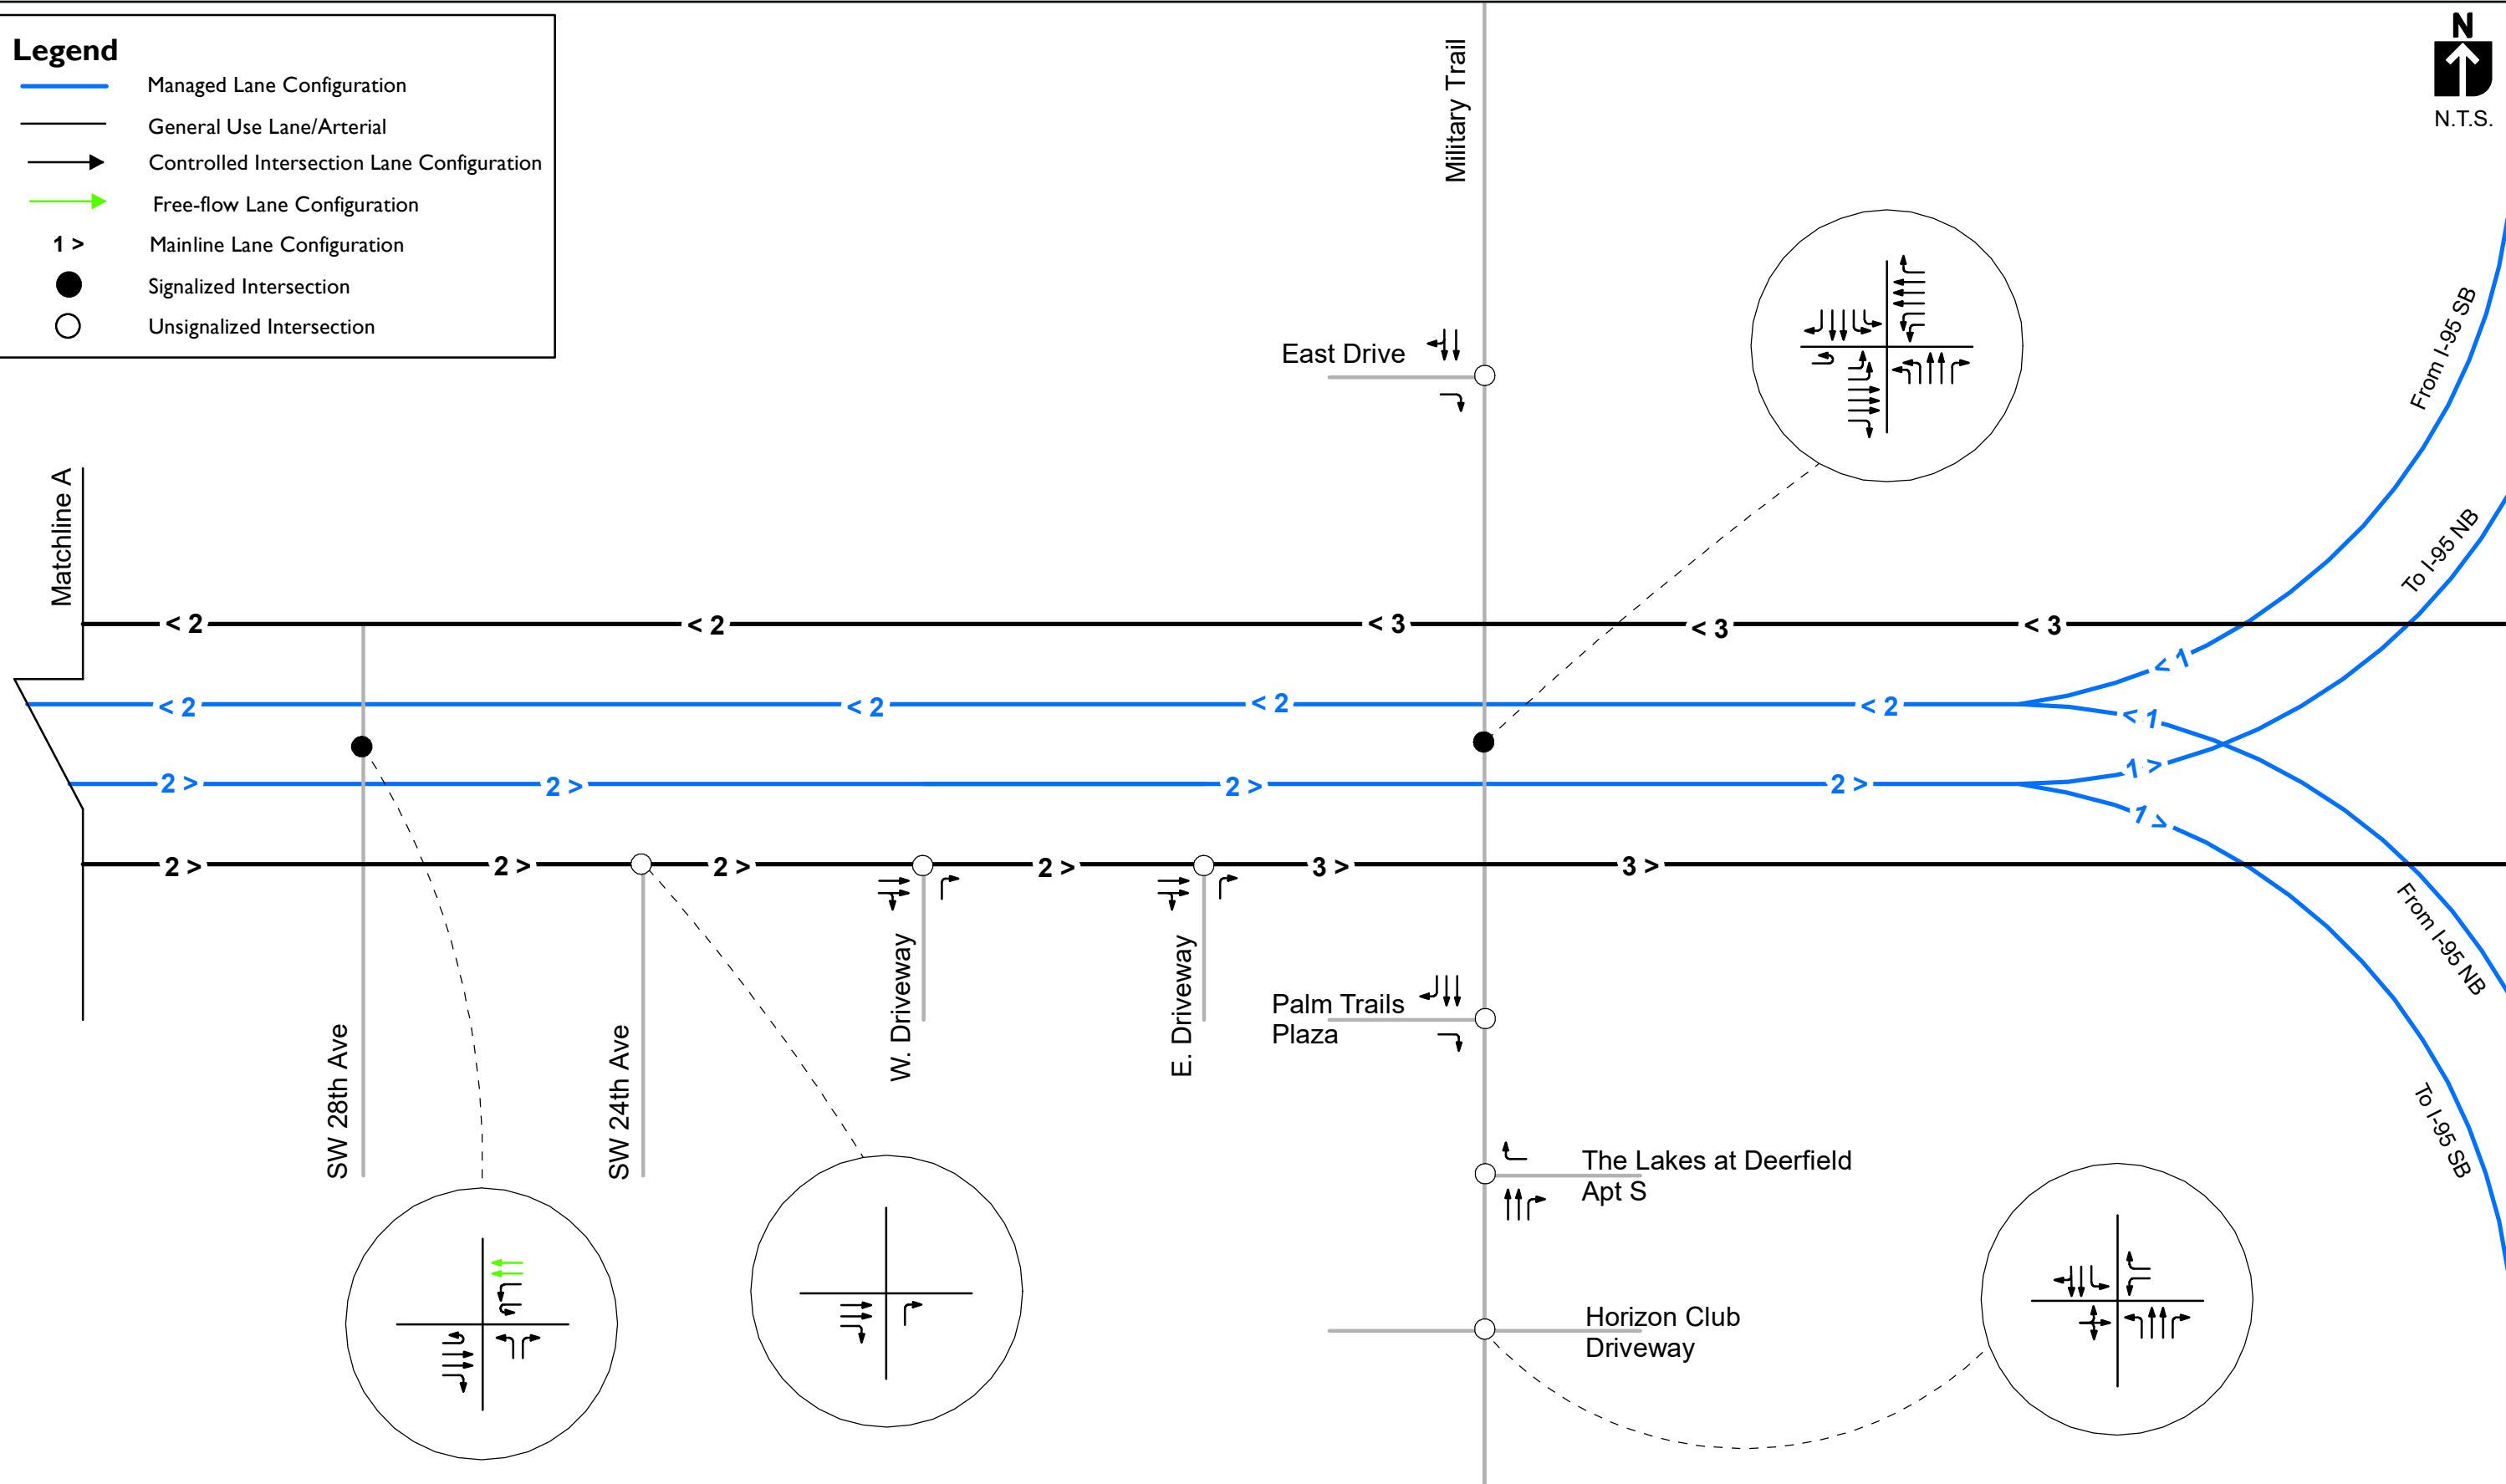 Legend
Managed Lane Configuration
General Use Lane/Arterial
Controlled Intersection Lane Configuration
Free-flow Lane Configuration
1 > Mainline Lane Configuration
Signalized Intersection
Unsignalized Intersection
N
N.T.S.
Military Trail
East Drive
From I-95 SB
To I-95 NB
Matchline A
< 2 < 2 < 3 < 3 < 3
< 1
< 2 < 2 < 2 < 2
< 1
1 >
2 > 2 > 2 > 2 >
1 >
2 > 2 > 2 > 2 > 3 > 3 >
From I-95 NB
W. Driveway
E. Driveway
Palm Trails
Plaza
SW 28th Ave
SW 24th Ave
To I-95 SB
The Lakes at Deerfield
Apt S
Horizon Club
Driveway